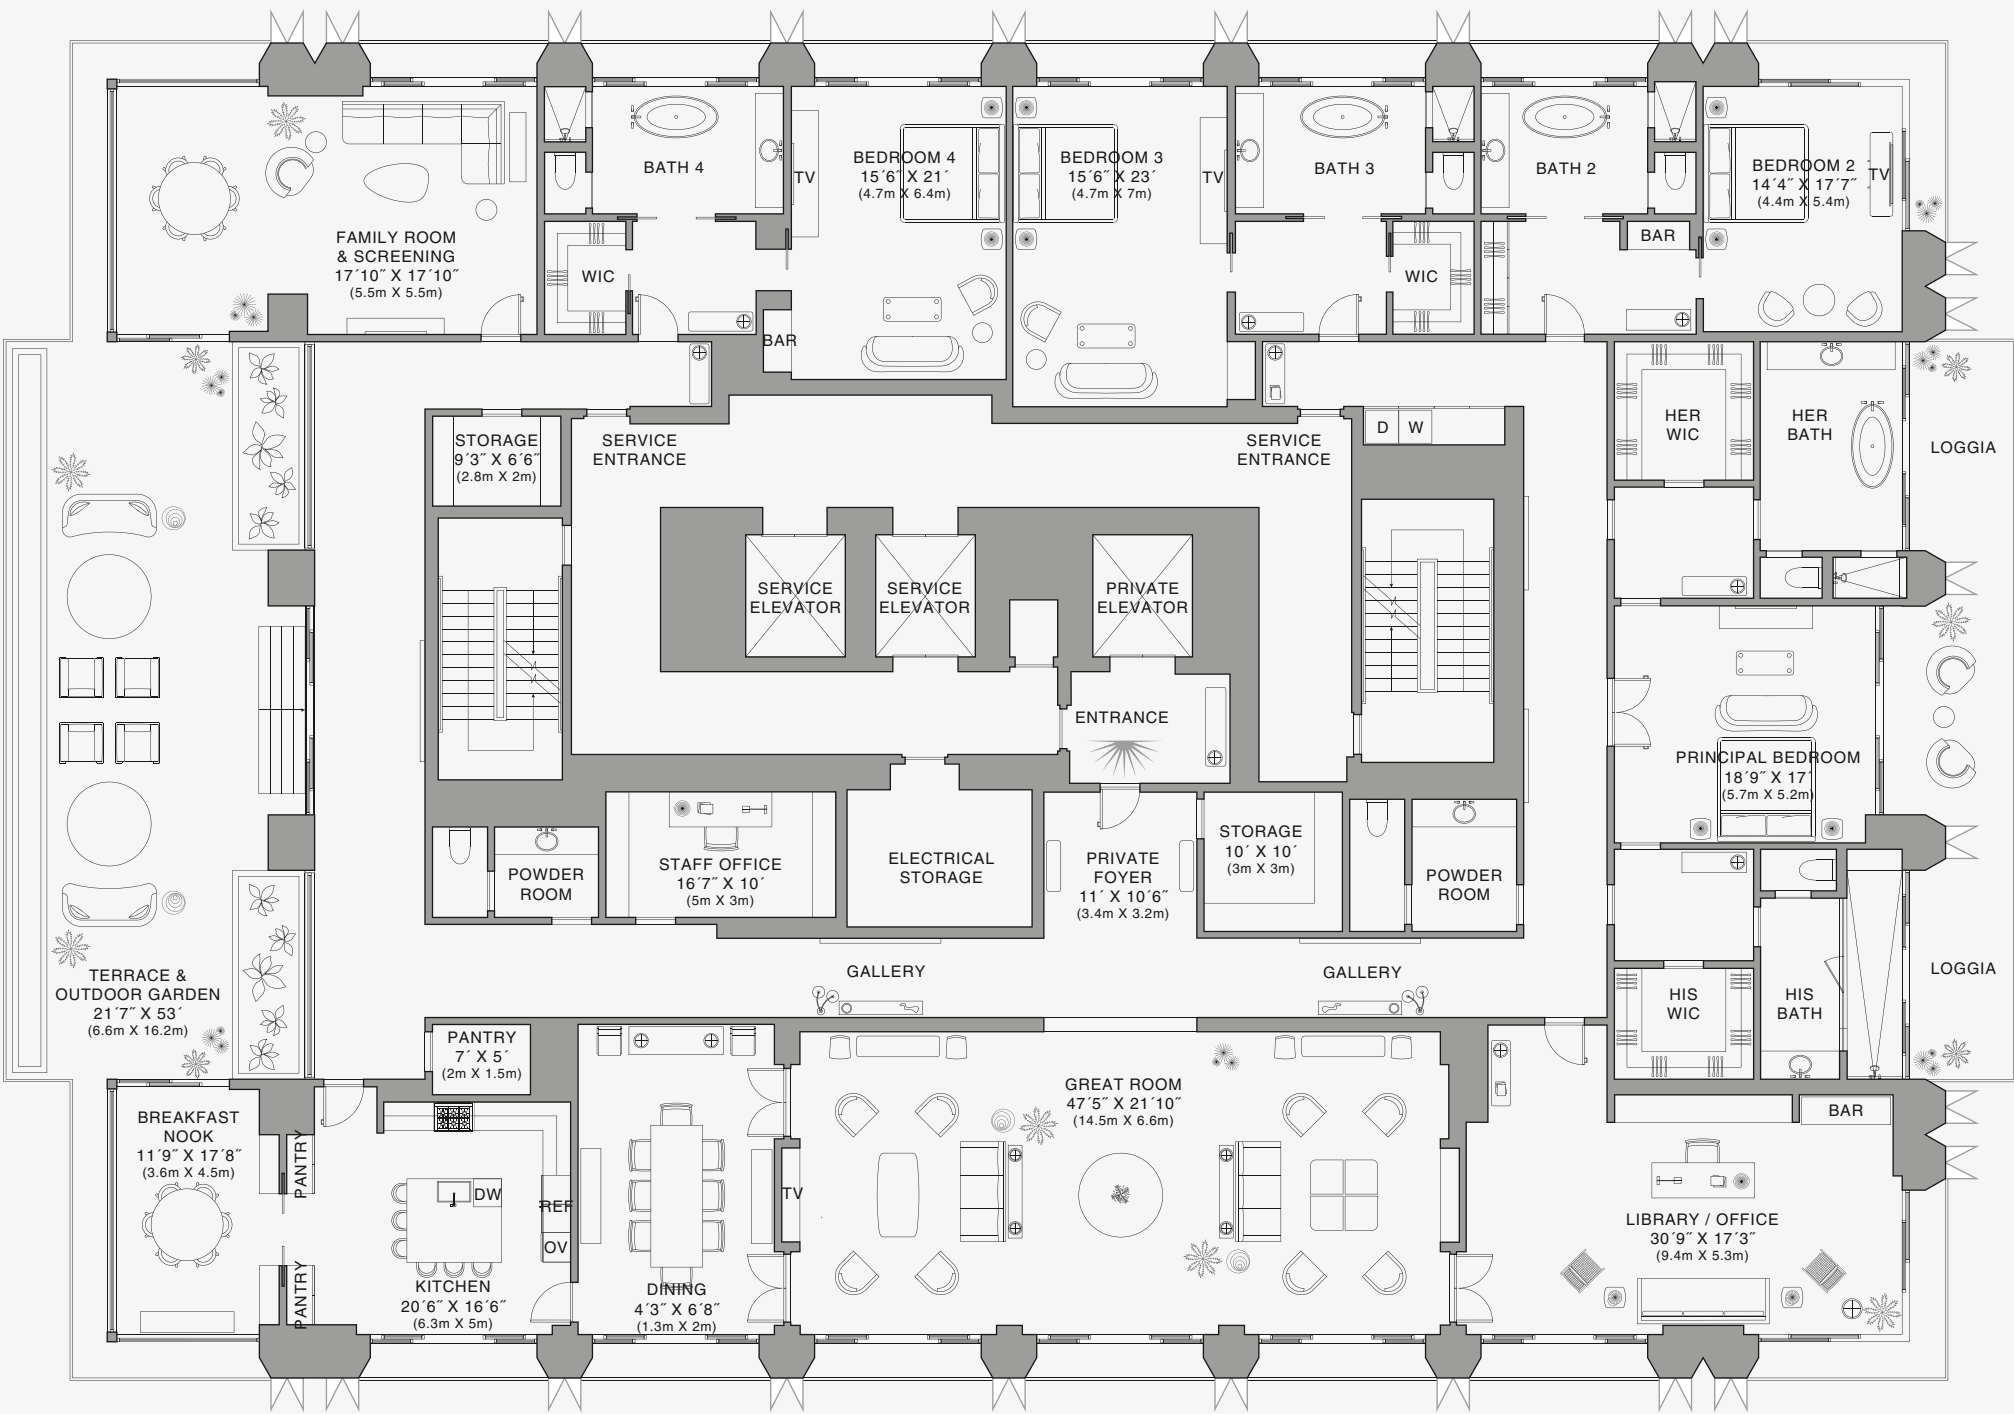 BATH 4
BEDROOM 4
15´6˝ X 21´
(4.7m X 6.4m)
TV
BEDROOM 3
15´6˝ X 23´
(4.7m X 7m)
TV
BATH 3
BATH 2
BEDROOM 2
14´4˝ X 17´7˝
(4.4m X 5.4m)
TV
FAMILY ROOM
& SCREENING
17´10˝ X 17´10˝
(5.5m X 5.5m)
WIC
WIC
BAR
BAR
STORAGE
9´3˝ X 6´6˝
(2.8m X 2m)
SERVICE
ENTRANCE
SERVICE
ENTRANCE
D
W
HER
WIC
HER
BATH
LOGGIA
SERVICE
ELEVATOR
SERVICE
ELEVATOR
PRIVATE
ELEVATOR
ENTRANCE
PRINCIPAL BEDROOM
18´9˝ X 17´
(5.7m X 5.2m)
POWDER
ROOM
STAFF OFFICE
16´7˝ X 10´
(5m X 3m)
ELECTRICAL
STORAGE
PRIVATE
FOYER
11´ X 10´6˝
(3.4m X 3.2m)
STORAGE
10´ X 10´
(3m X 3m)
POWDER
ROOM
TERRACE &
OUTDOOR GARDEN
21´7˝ X 53´
(6.6m X 16.2m)
GALLERY
GALLERY
HIS
WIC
HIS
BATH
LOGGIA
PANTRY
7´ X 5´
(2m X 1.5m)
BREAKFAST
NOOK
11´9˝ X 17´8˝
(3.6m X 4.5m)
PANTRY
PANTRY
DW
REF
OV
KITCHEN
20´6˝ X 16´6˝
(6.3m X 5m)
DINING
4´3˝ X 6´8˝
(1.3m X 2m)
TV
GREAT ROOM
47´5˝ X 21´10˝
(14.5m X 6.6m)
BAR
LIBRARY / OFFICE
30´9˝ X 17´3˝
(9.4m X 5.3m)